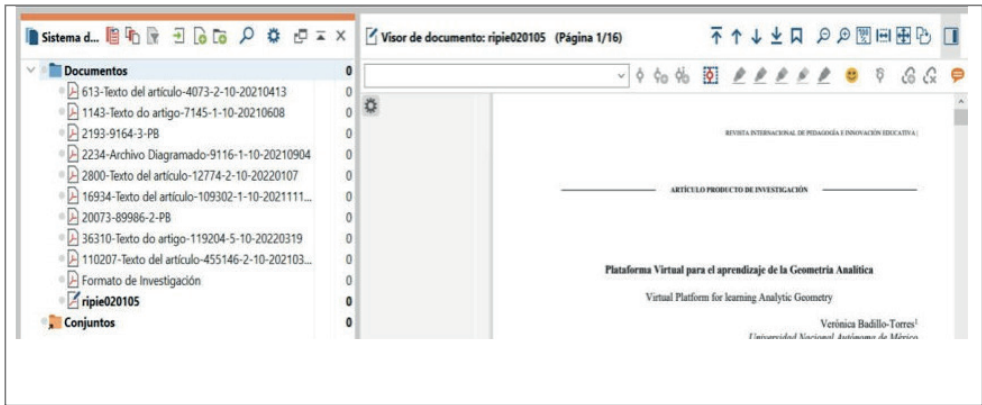 Sistema d...
Documentos 0
613-Texto del artículo-4073-2-10-20210413 0
1143-Texto do artigo-7145-1-10-20210608 0
2193-9164-3-PB 0
2234-Archivo Diagramado-9116-1-10-20210904 0
2800-Texto del artículo-12774-2-10-20220107 0
16934-Texto del artículo-109302-1-10-2021111... 0
20073-89986-2-PB 0
36310-Texto do artigo-119204-5-10-20220319 0
110207-Texto del artículo-455146-2-10-202103... 0
Formato de Investigación 0
ripie020105 0
Conjuntos 0
Visor de documento: ripie020105 (Página 1/16)
REVISTA INTERNACIONAL DE PEDAGOGÍA E INNOVACIÓN EDUCATIVA |
ARTÍCULO PRODUCTO DE INVESTIGACIÓN
Plataforma Virtual para el aprendizaje de la Geometría Analítica
Virtual Platform for learning Analytic Geometry
Verónica Badillo-Torres¹
Universidad Nacional Autónoma de México